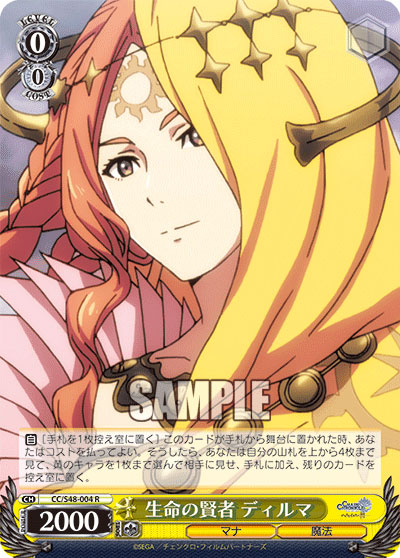 LEVEL
0
0
COST
SAMPLE
自 [手札を1枚控え室に置く] このカードが手札から舞台に置かれた時、あな
たはコストを払ってよい。そうしたら、あなたは自分の山札を上から4枚まで
見て、黄のキャラを1枚まで選んで相手に見せ、手札に加え、残りのカードを
控え室に置く。
CH
CC/S48-004 R
2000
生命の賢者 ディルマ
マナ
魔法
©SEGA／チェンクロ・フィルムパートナーズ